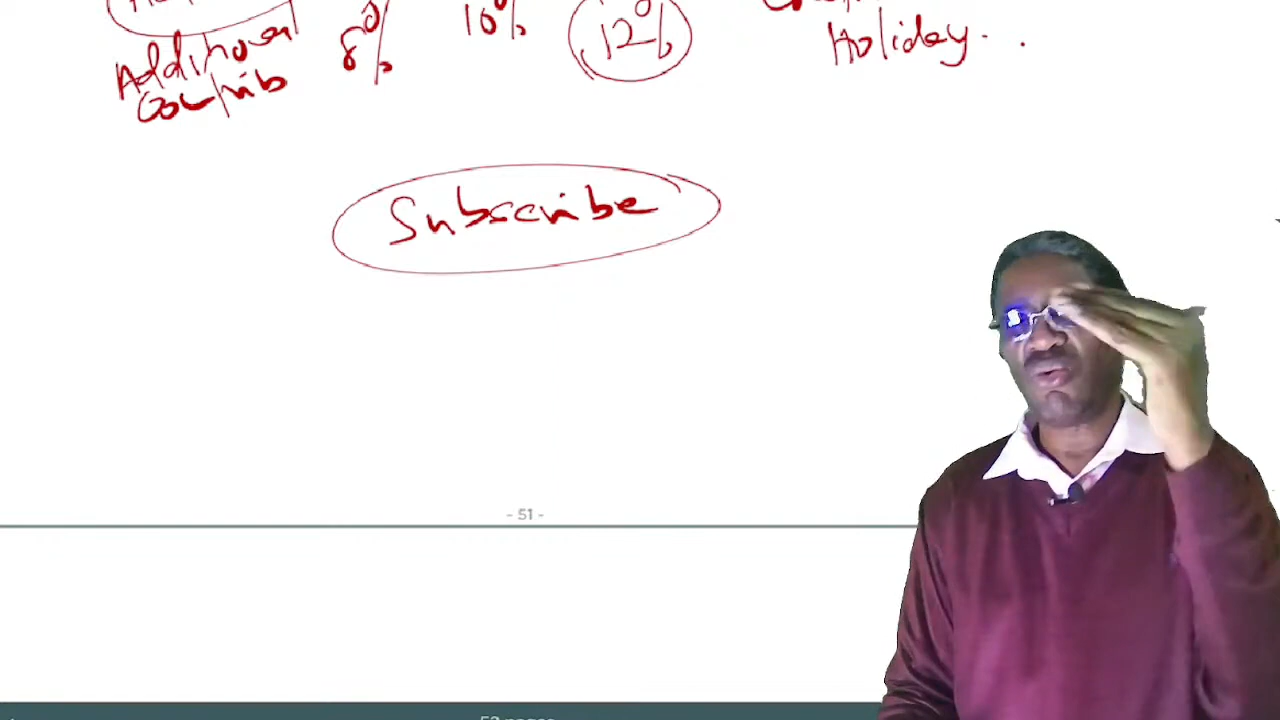 Additional 8% 10% 12%
Contrib
Holiday.
Subscribe
- 51 -